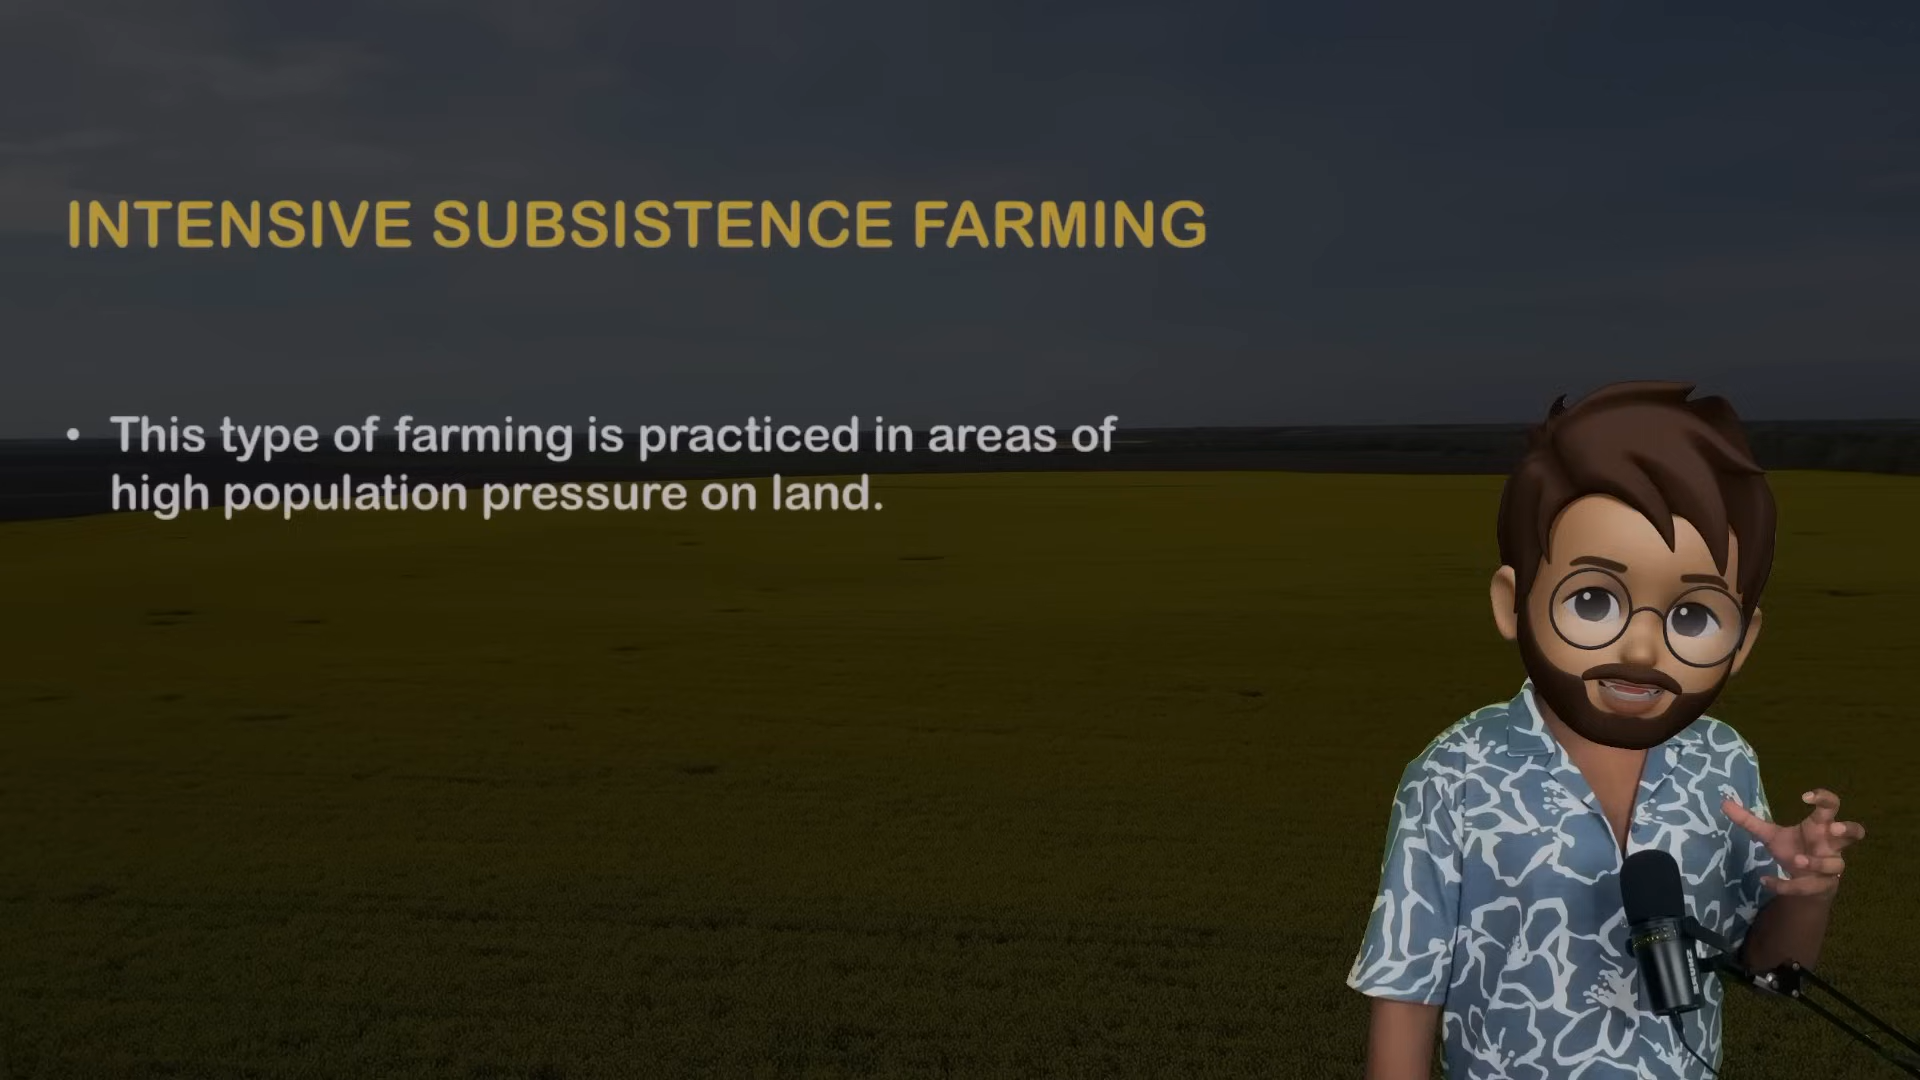 INTENSIVE SUBSISTENCE FARMING
• This type of farming is practiced in areas of
high population pressure on land.